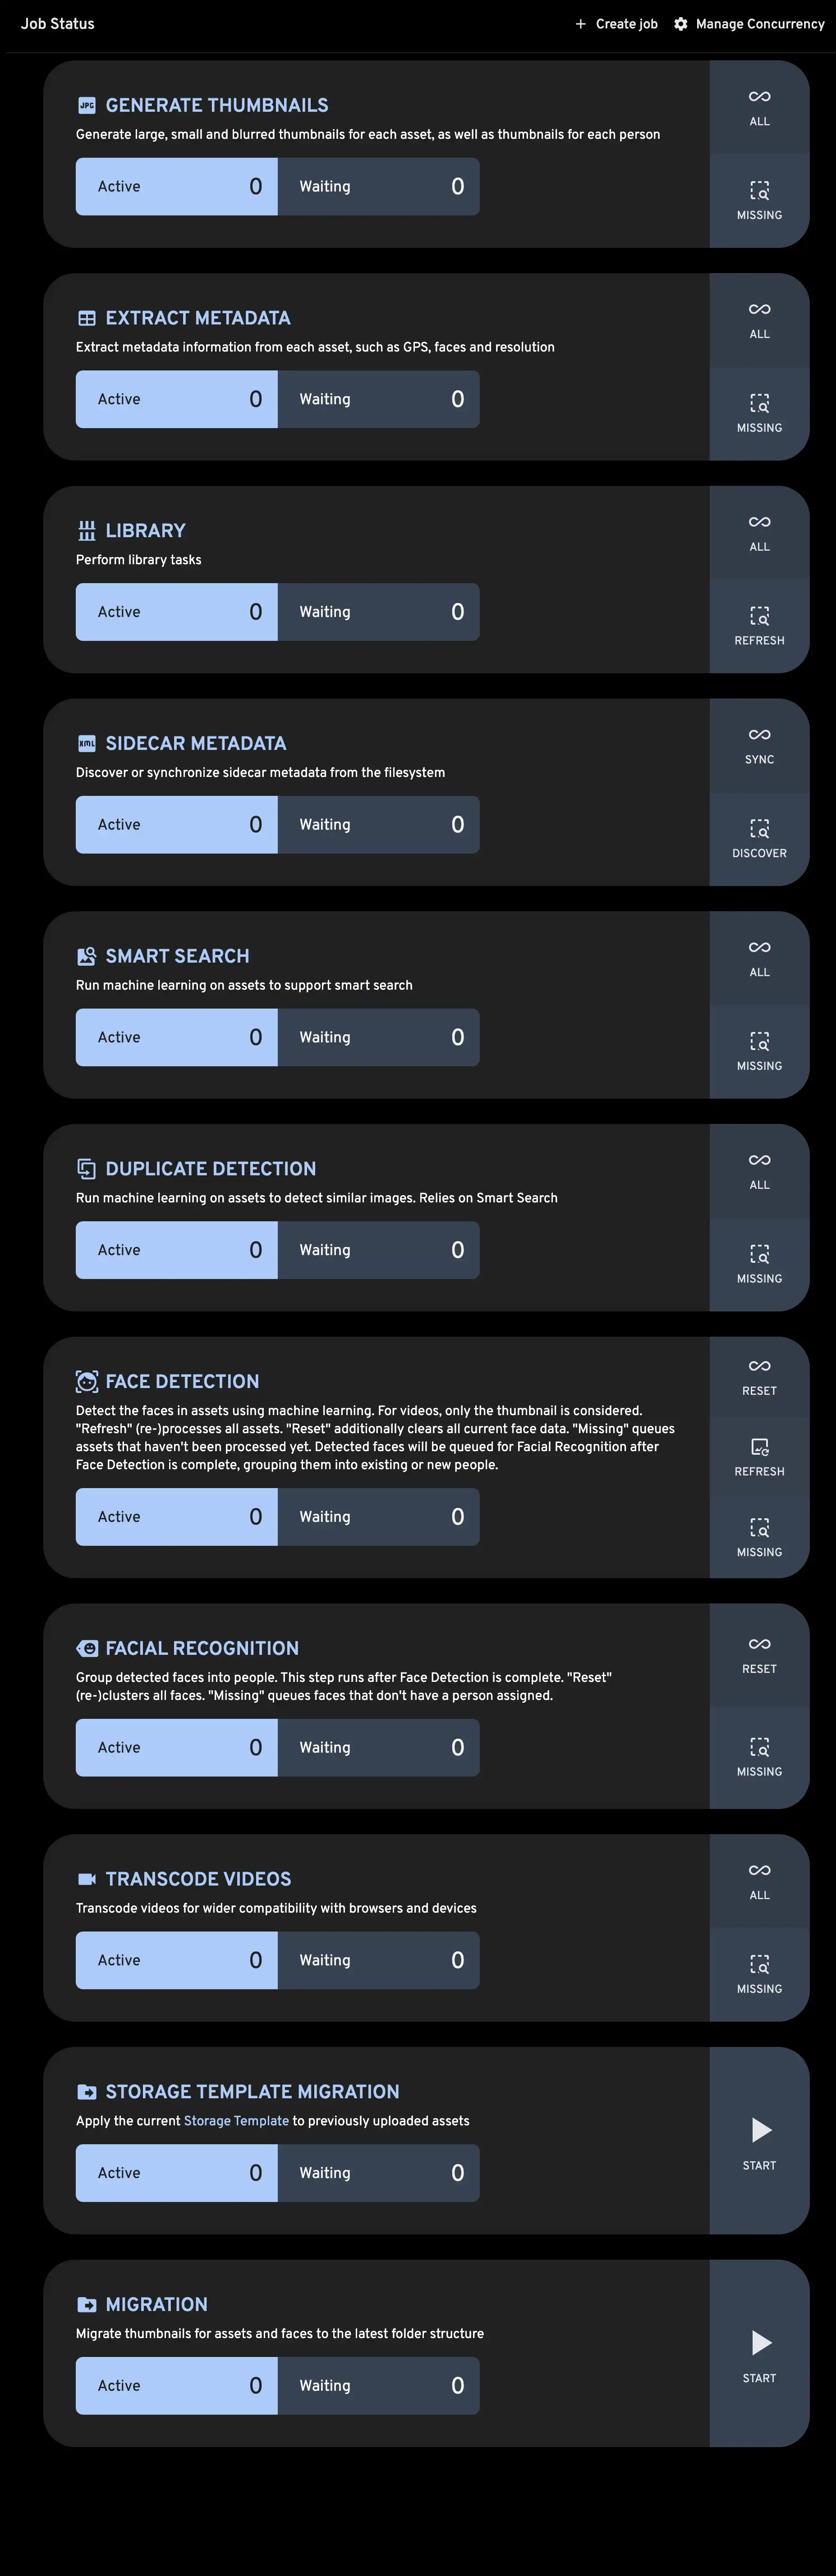 Job Status
Create job
Manage Concurrency
JPG
GENERATE THUMBNAILS
Generate large, small and blurred thumbnails for each asset, as well as thumbnails for each person
Active 0 Waiting 0
ALL
MISSING
EXTRACT METADATA
Extract metadata information from each asset, such as GPS, faces and resolution
Active 0 Waiting 0
ALL
MISSING
LIBRARY
Perform library tasks
Active 0 Waiting 0
ALL
REFRESH
XML
SIDECAR METADATA
Discover or synchronize sidecar metadata from the filesystem
Active 0 Waiting 0
SYNC
DISCOVER
SMART SEARCH
Run machine learning on assets to support smart search
Active 0 Waiting 0
ALL
MISSING
DUPLICATE DETECTION
Run machine learning on assets to detect similar images. Relies on Smart Search
Active 0 Waiting 0
ALL
MISSING
FACE DETECTION
Detect the faces in assets using machine learning. For videos, only the thumbnail is considered.
"Refresh" (re-)processes all assets. "Reset" additionally clears all current face data. "Missing" queues
assets that haven't been processed yet. Detected faces will be queued for Facial Recognition after
Face Detection is complete, grouping them into existing or new people.
Active 0 Waiting 0
RESET
REFRESH
MISSING
FACIAL RECOGNITION
Group detected faces into people. This step runs after Face Detection is complete. "Reset"
(re-)clusters all faces. "Missing" queues faces that don't have a person assigned.
Active 0 Waiting 0
RESET
MISSING
TRANSCODE VIDEOS
Transcode videos for wider compatibility with browsers and devices
Active 0 Waiting 0
ALL
MISSING
STORAGE TEMPLATE MIGRATION
Apply the current Storage Template to previously uploaded assets
Active 0 Waiting 0
START
MIGRATION
Migrate thumbnails for assets and faces to the latest folder structure
Active 0 Waiting 0
START